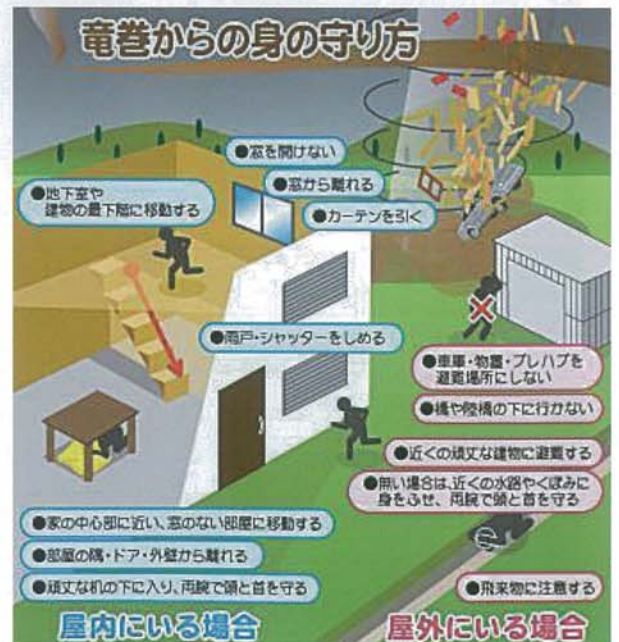 竜巻からの身の守り方
●窓を開けない
●窓から離れる
●カーテンを引く
●地下室や
建物の最下階に移動する
●雨戸・シャッターをしめる
●家の中心部に近い、窓のない部屋に移動する
●部屋の隅・ドア・外壁から離れる
●頑丈な机の下に入り、両腕で頭と首を守る
屋内にいる場合
●車庫・物置・プレハブを
避難場所にしない
●橋や陸橋の下に行かない
●近くの頑丈な建物に避難する
●無い場合は、近くの水路やくぼみに
身をふせ、両腕で頭と首を守る
●飛来物に注意する
屋外にいる場合